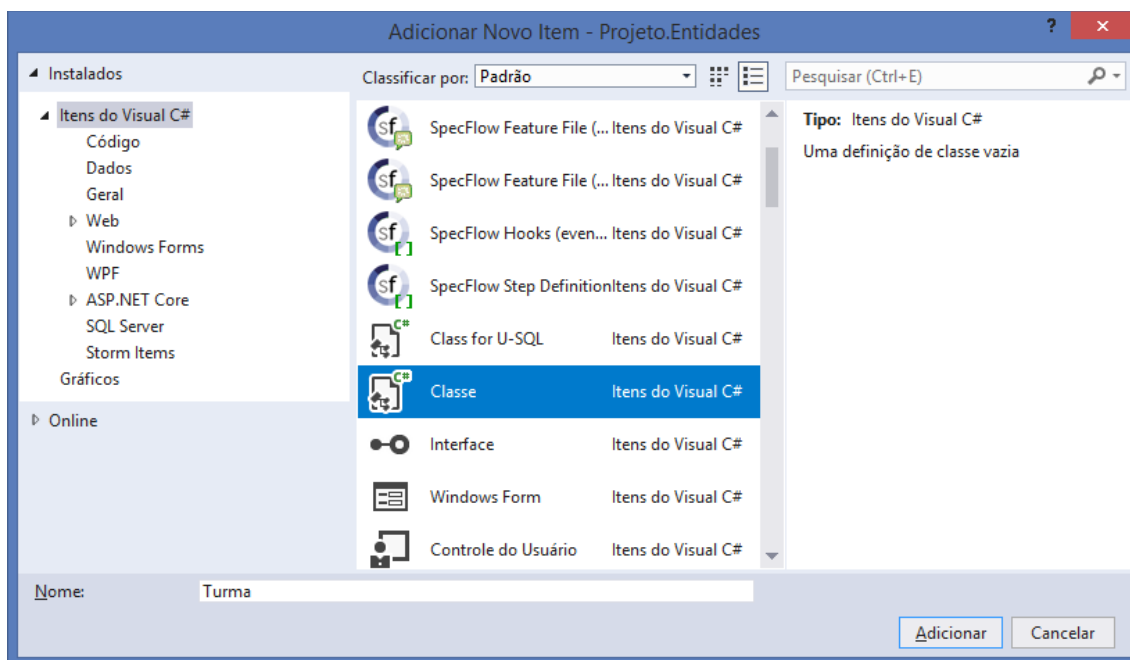 Adicionar Novo Item - Projeto.Entidades
?
Instalados
Classificar por: Padrão
Pesquisar (Ctrl+E)
Itens do Visual C#
Código
Dados
Geral
Web
Windows Forms
WPF
ASP.NET Core
SQL Server
Storm Items
Gráficos
Online
SpecFlow Feature File (... Itens do Visual C#
SpecFlow Feature File (... Itens do Visual C#
SpecFlow Hooks (even... Itens do Visual C#
SpecFlow Step Definition Itens do Visual C#
Class for U-SQL Itens do Visual C#
Classe Itens do Visual C#
Interface Itens do Visual C#
Windows Form Itens do Visual C#
Controle do Usuário Itens do Visual C#
Tipo: Itens do Visual C#
Uma definição de classe vazia
Nome: Turma
Adicionar Cancelar